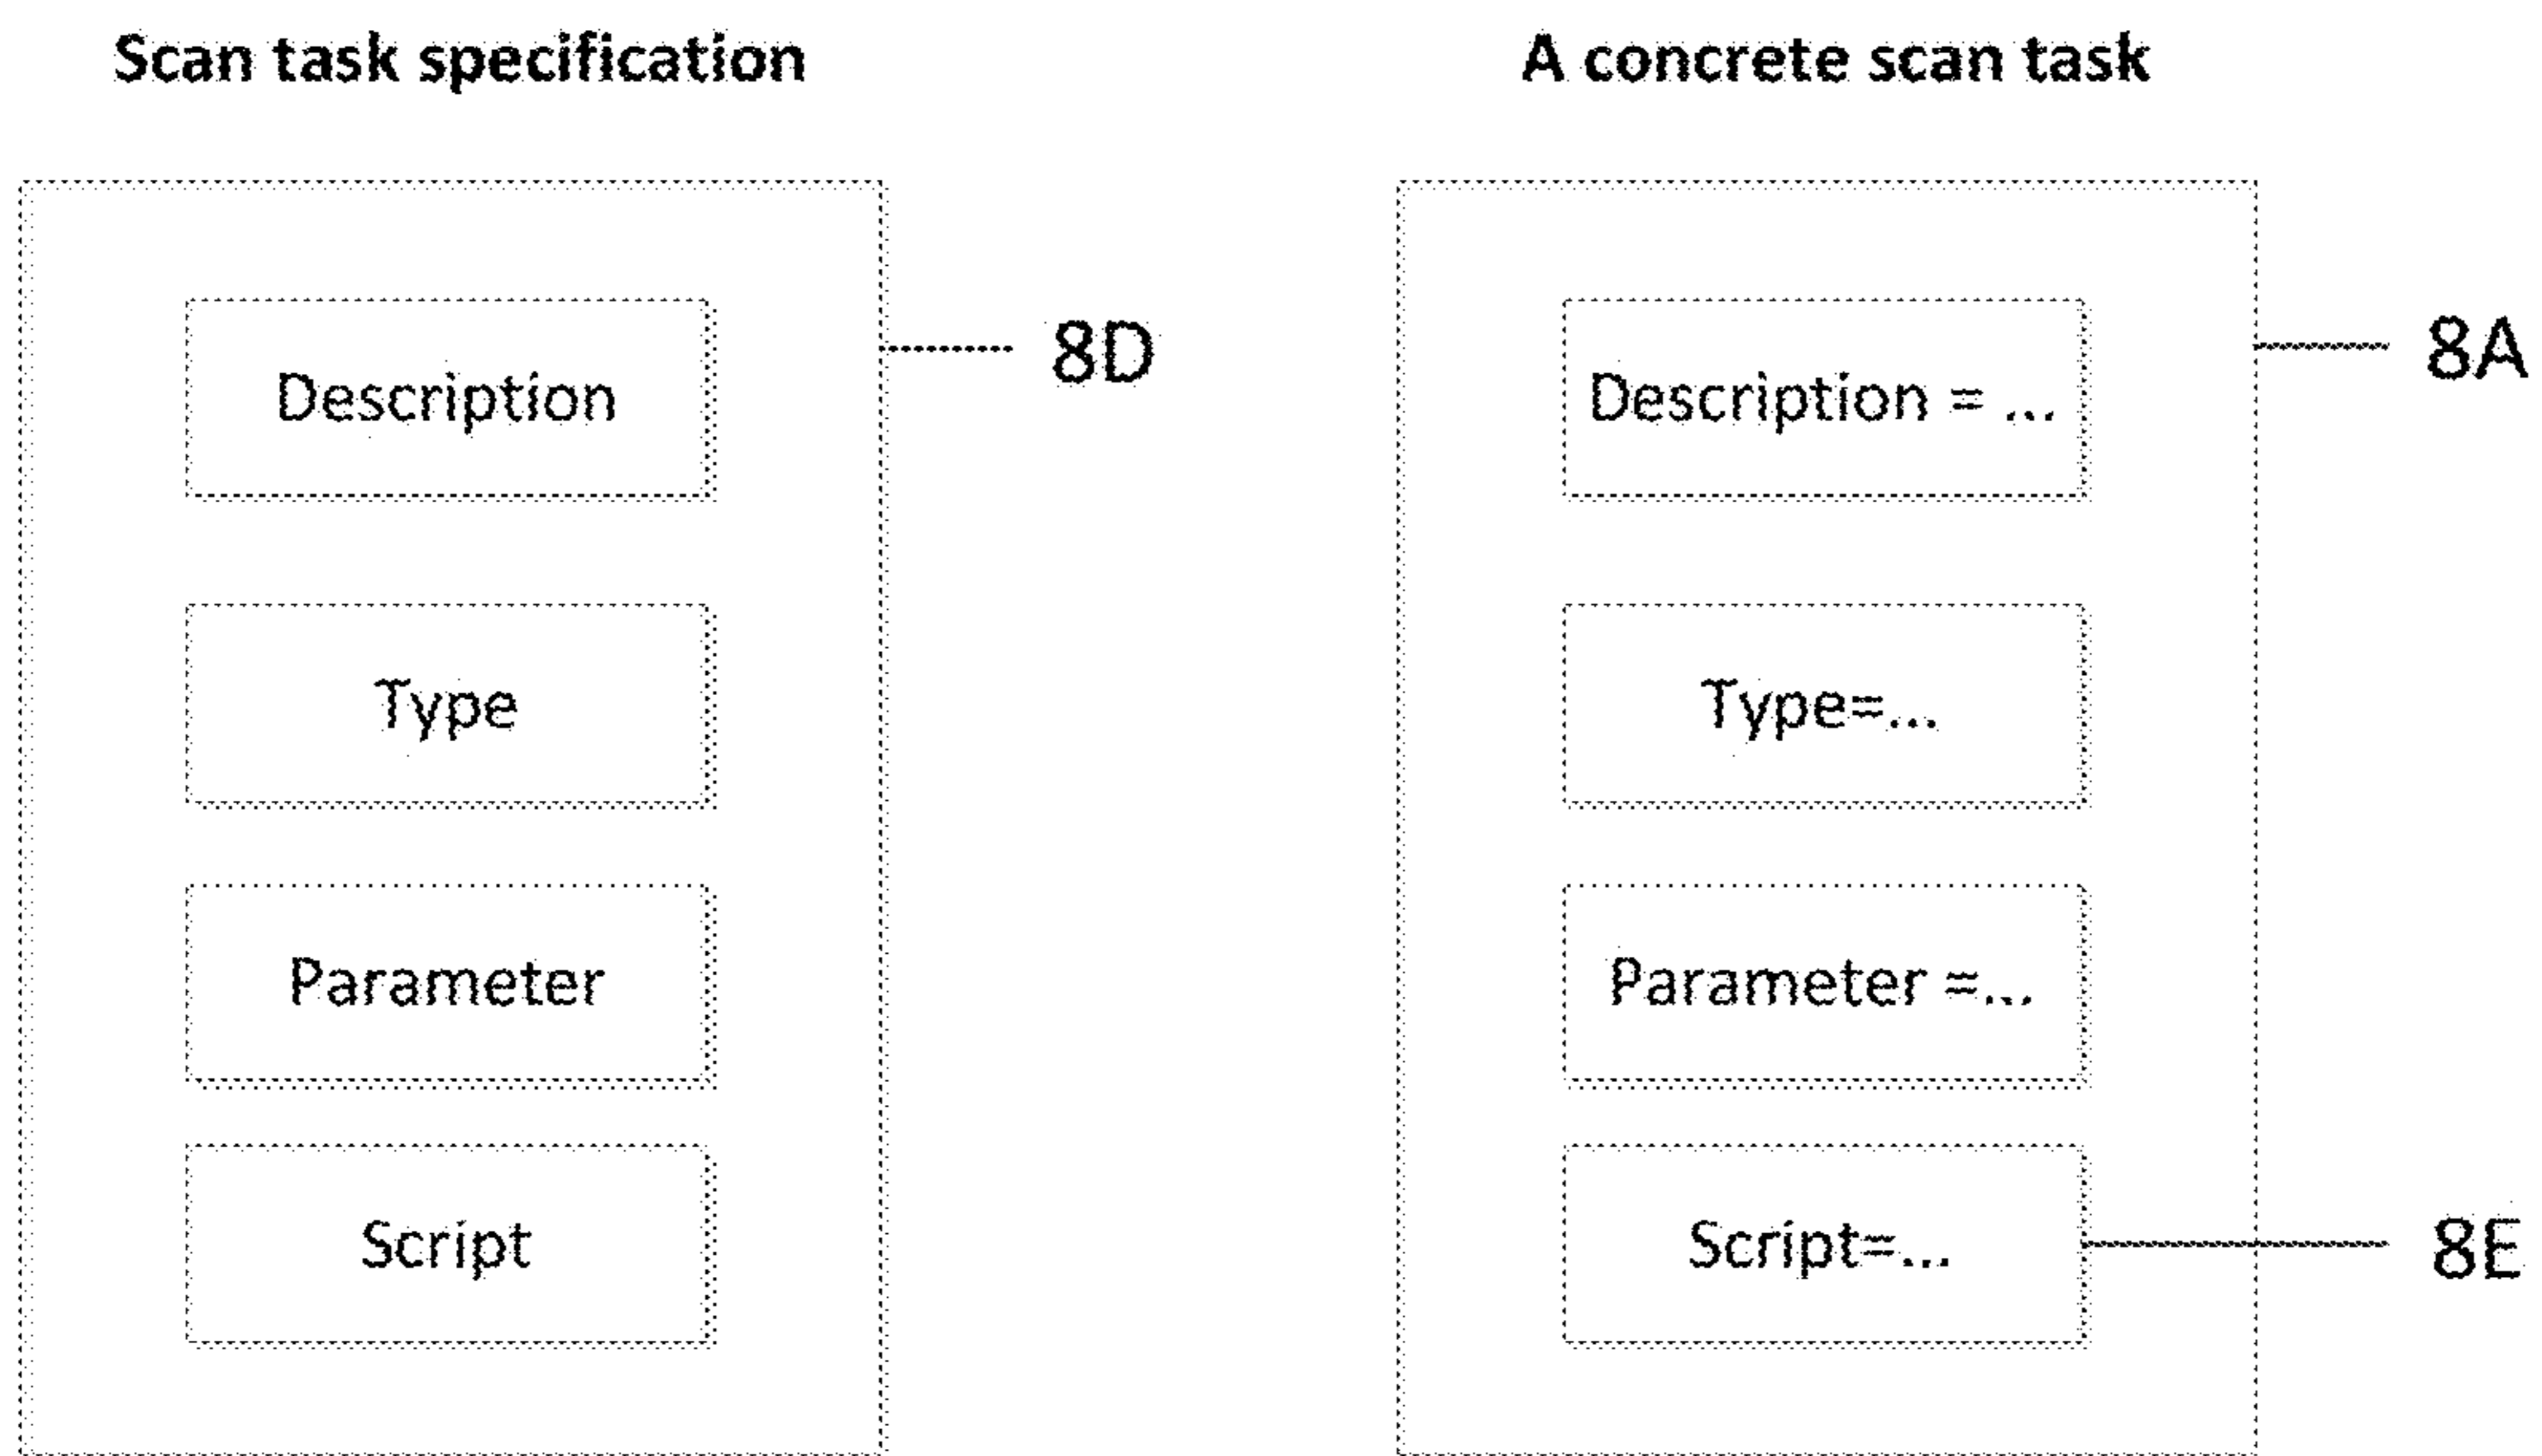 Scan task specification
A concrete scan task
Description
8D
Type
Parameter
Script
Description = ...
8A
Type=...
Parameter =...
Script=...
8E